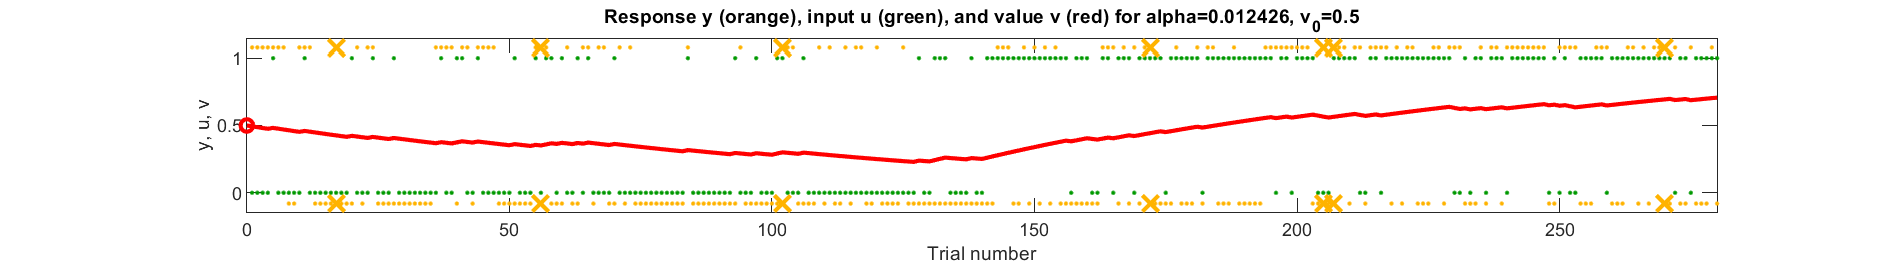 Response y (orange), input u (green), and value v (red) for alpha=0.012426, v0=0.5
y, u, v
1
0.5
0
0 50 100 150 200 250
Trial number